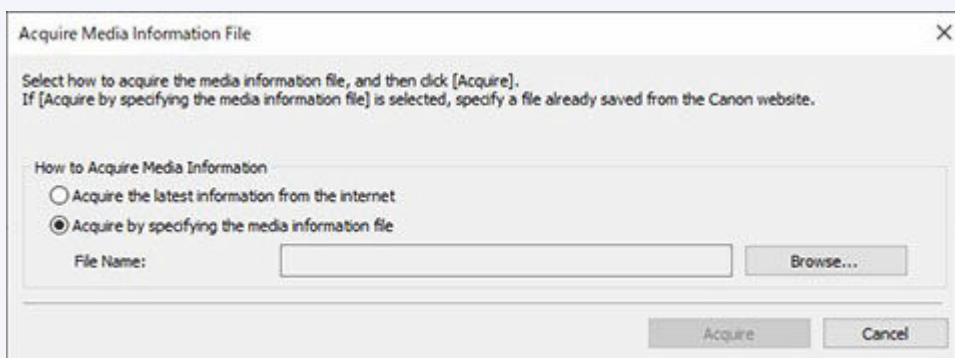 Acquire Media Information File
Select how to acquire the media information file, and then click [Acquire].
If [Acquire by specifying the media information file] is selected, specify a file already saved from the Canon website.
How to Acquire Media Information
Acquire the latest information from the internet
Acquire by specifying the media information file
File Name:
Browse...
Acquire
Cancel